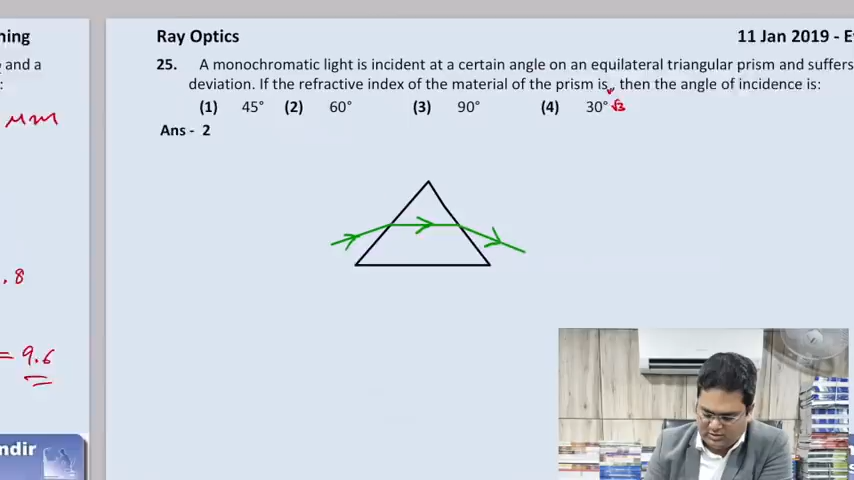 ning
and a
:
μm
.8
= 9.6
ndir
Ray Optics
11 Jan 2019 - E
25. A monochromatic light is incident at a certain angle on an equilateral triangular prism and suffers
deviation. If the refractive index of the material of the prism is, then the angle of incidence is:
(1) 45° (2) 60° (3) 90° (4) 30° √3
Ans - 2